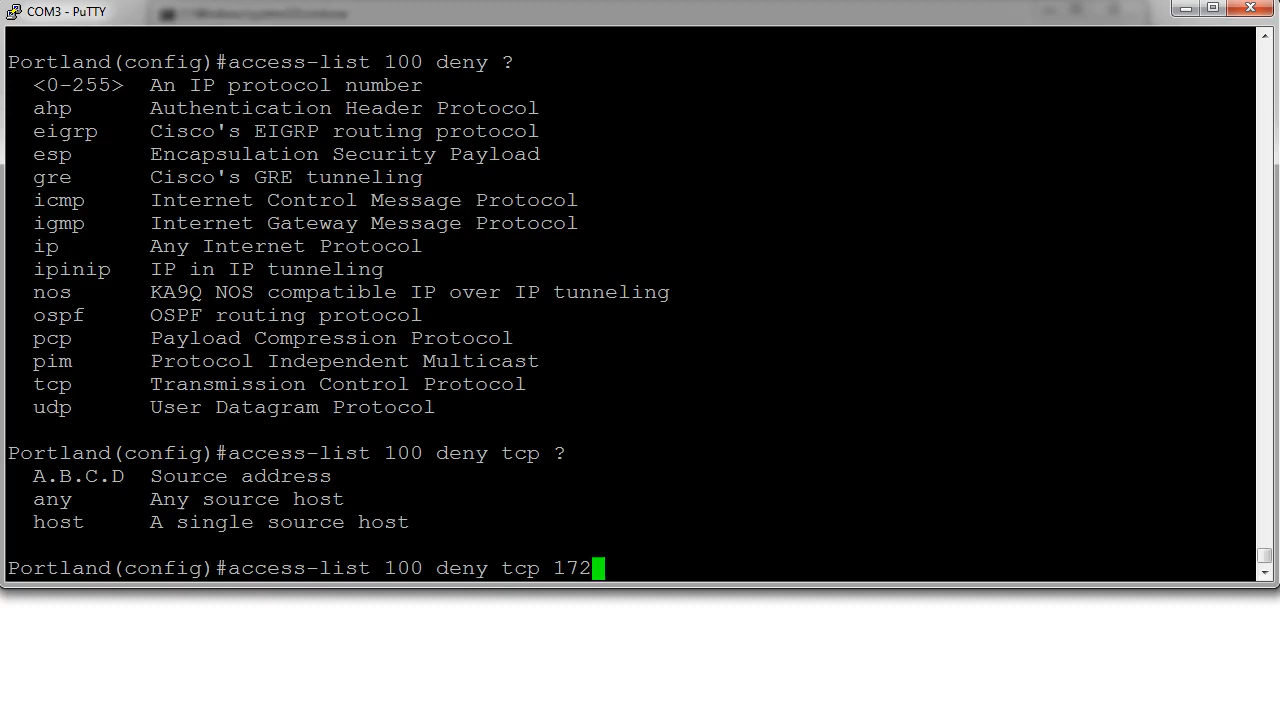 COM3 - PuTTY
Portland(config)#access-list 100 deny ?
<0-255> An IP protocol number
ahp Authentication Header Protocol
eigrp Cisco's EIGRP routing protocol
esp Encapsulation Security Payload
gre Cisco's GRE tunneling
icmp Internet Control Message Protocol
igmp Internet Gateway Message Protocol
ip Any Internet Protocol
ipinip IP in IP tunneling
nos KA9Q NOS compatible IP over IP tunneling
ospf OSPF routing protocol
pcp Payload Compression Protocol
pim Protocol Independent Multicast
tcp Transmission Control Protocol
udp User Datagram Protocol
Portland(config)#access-list 100 deny tcp ?
A.B.C.D Source address
any Any source host
host A single source host
Portland(config)#access-list 100 deny tcp 172